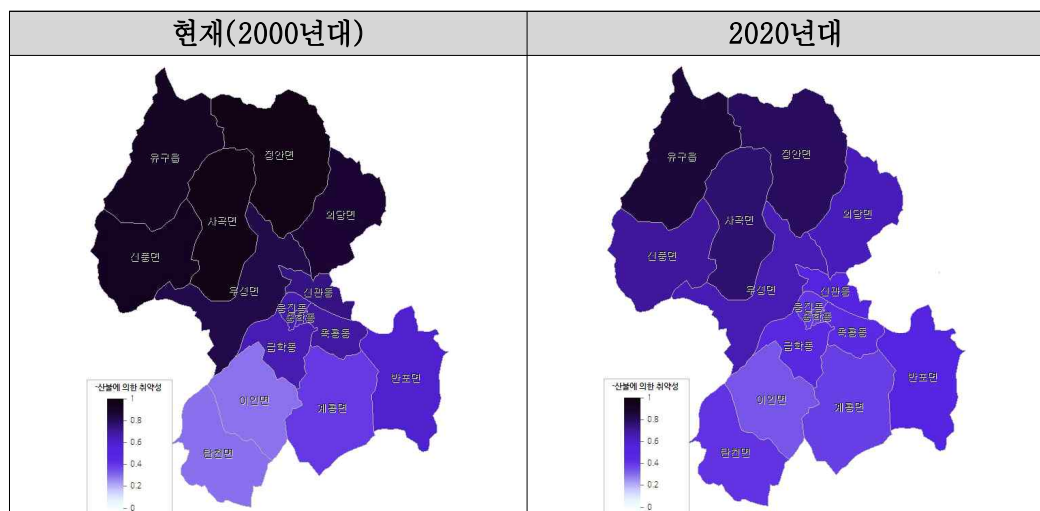 현재(2000년대)
2020년대
정안면
유구읍
사곡면
의당면
신풍면
우성면
신관동
웅진동
옥룡동
금학동
반포면
이인면
계룡면
탄천면
-산불에 의한 취약성
1
0.8
0.6
0.4
0.2
0
정안면
유구읍
사곡면
의당면
신풍면
우성면
신관동
웅진동
옥룡동
금학동
반포면
이인면
계룡면
탄천면
-산불에 의한 취약성
1
0.8
0.6
0.4
0.2
0